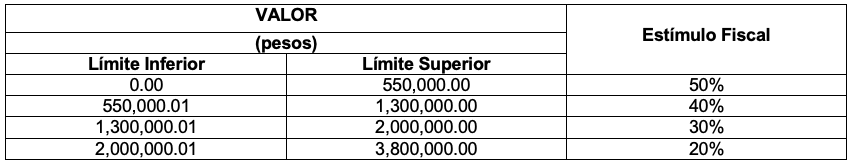 VALOR
(pesos)
Estímulo Fiscal
Límite Inferior Límite Superior
0.00 550,000.00 50%
550,000.01 1,300,000.00 40%
1,300,000.01 2,000,000.00 30%
2,000,000.01 3,800,000.00 20%